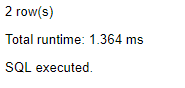 2 row(s)
Total runtime: 1.364 ms
SQL executed.